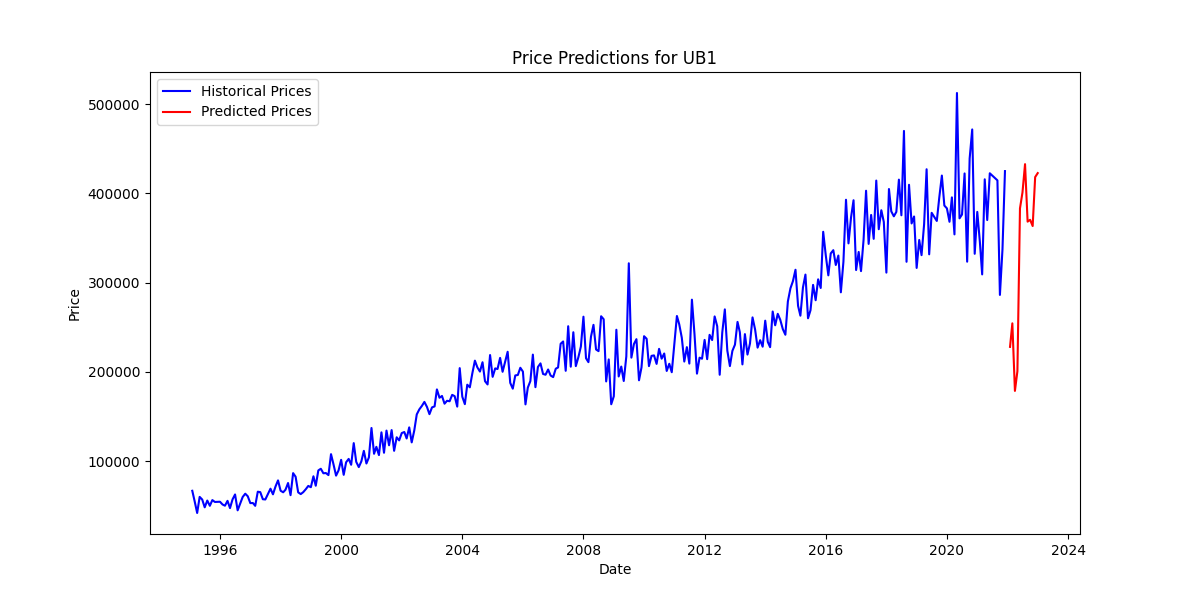 Price Predictions for UB1
Historical Prices
Predicted Prices
500000
400000
300000
200000
100000
Price
1996
2000
2004
2008
2012
2016
2020
2024
Date